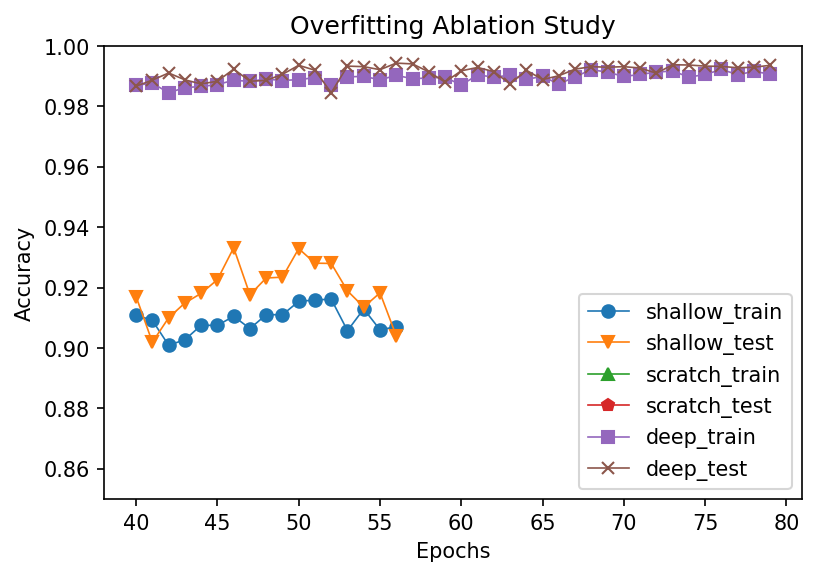 Overfitting Ablation Study
1.00
0.98
0.96
0.94
0.92
0.90
0.88
0.86
Accuracy
shallow_train
shallow_test
scratch_train
scratch_test
deep_train
deep_test
40 45 50 55 60 65 70 75 80
Epochs